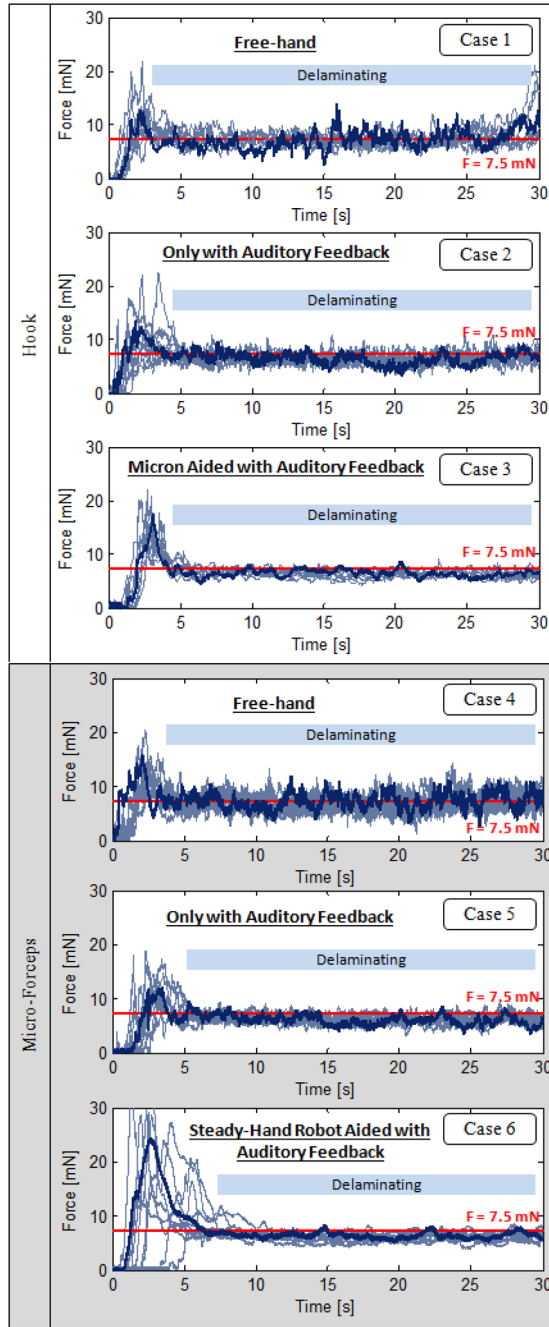 Hook
Free-hand
Case 1
Delaminating
F = 7.5 mN
Force [mN]
30
20
10
0
0 5 10 15 20 25 30
Time [s]
Only with Auditory Feedback
Case 2
Delaminating
F = 7.5 mN
Force [mN]
30
20
10
0
0 5 10 15 20 25 30
Time [s]
Micron Aided with Auditory Feedback
Case 3
Delaminating
F = 7.5 mN
Force [mN]
30
20
10
0
0 5 10 15 20 25 30
Time [s]
Micro-Forceps
Free-hand
Case 4
Delaminating
F = 7.5 mN
Force [mN]
30
20
10
0
0 5 10 15 20 25 30
Time [s]
Only with Auditory Feedback
Case 5
Delaminating
F = 7.5 mN
Force [mN]
30
20
10
0
0 5 10 15 20 25 30
Time [s]
Steady-Hand Robot Aided with
Auditory Feedback
Case 6
Delaminating
F = 7.5 mN
Force [mN]
30
20
10
0
0 5 10 15 20 25 30
Time [s]